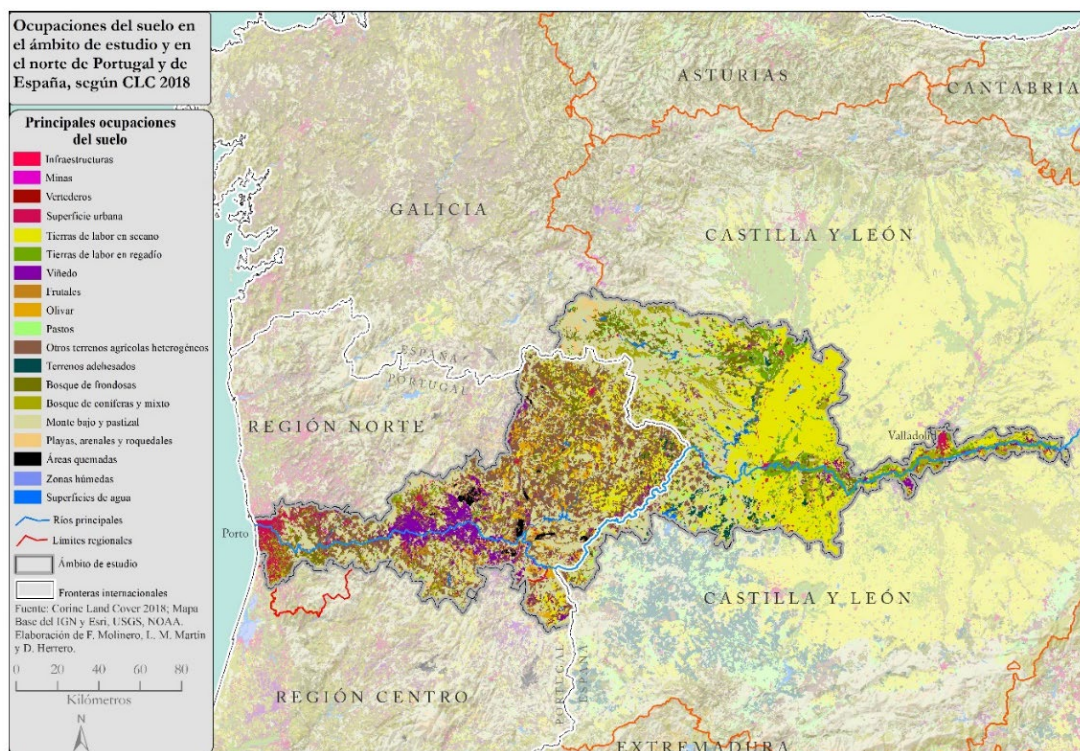 Ocupaciones del suelo en
el ámbito de estudio y en
el norte de Portugal y de
España, según CLC 2018
Principales ocupaciones
del suelo
Infraestructuras
Minas
Vertederos
Superficie urbana
Tierras de labor en secano
Tierras de labor en regadío
Viñedo
Frutales
Olivar
Pastos
Otros terrenos agrícolas heterogéneos
Terrenos adehesados
Bosque de frondosas
Bosque de coníferas y mixto
Monte bajo y pastizal
Playas, arenales y roquedales
Áreas quemadas
Zonas húmedas
Superficies de agua
Ríos principales
Límites regionales
Ámbito de estudio
Fronteras internacionales
Fuente: Corine Land Cover 2018; Mapa
Base del IGN y Esri, USGS, NOAA.
Elaboración de F. Molinero, L. M. Martín
y D. Herrero.
0 20 40 60 80
Kilómetros
N
ASTURIAS
CANTABRIA
GALICIA
CASTILLA Y LEÓN
ESPAÑA
PORTUGAL
REGIÓN NORTE
Valladolid
Porto
CASTILLA Y LEÓN
REGIÓN CENTRO
PORTUGAL
ESPAÑA
EXTREMADURA